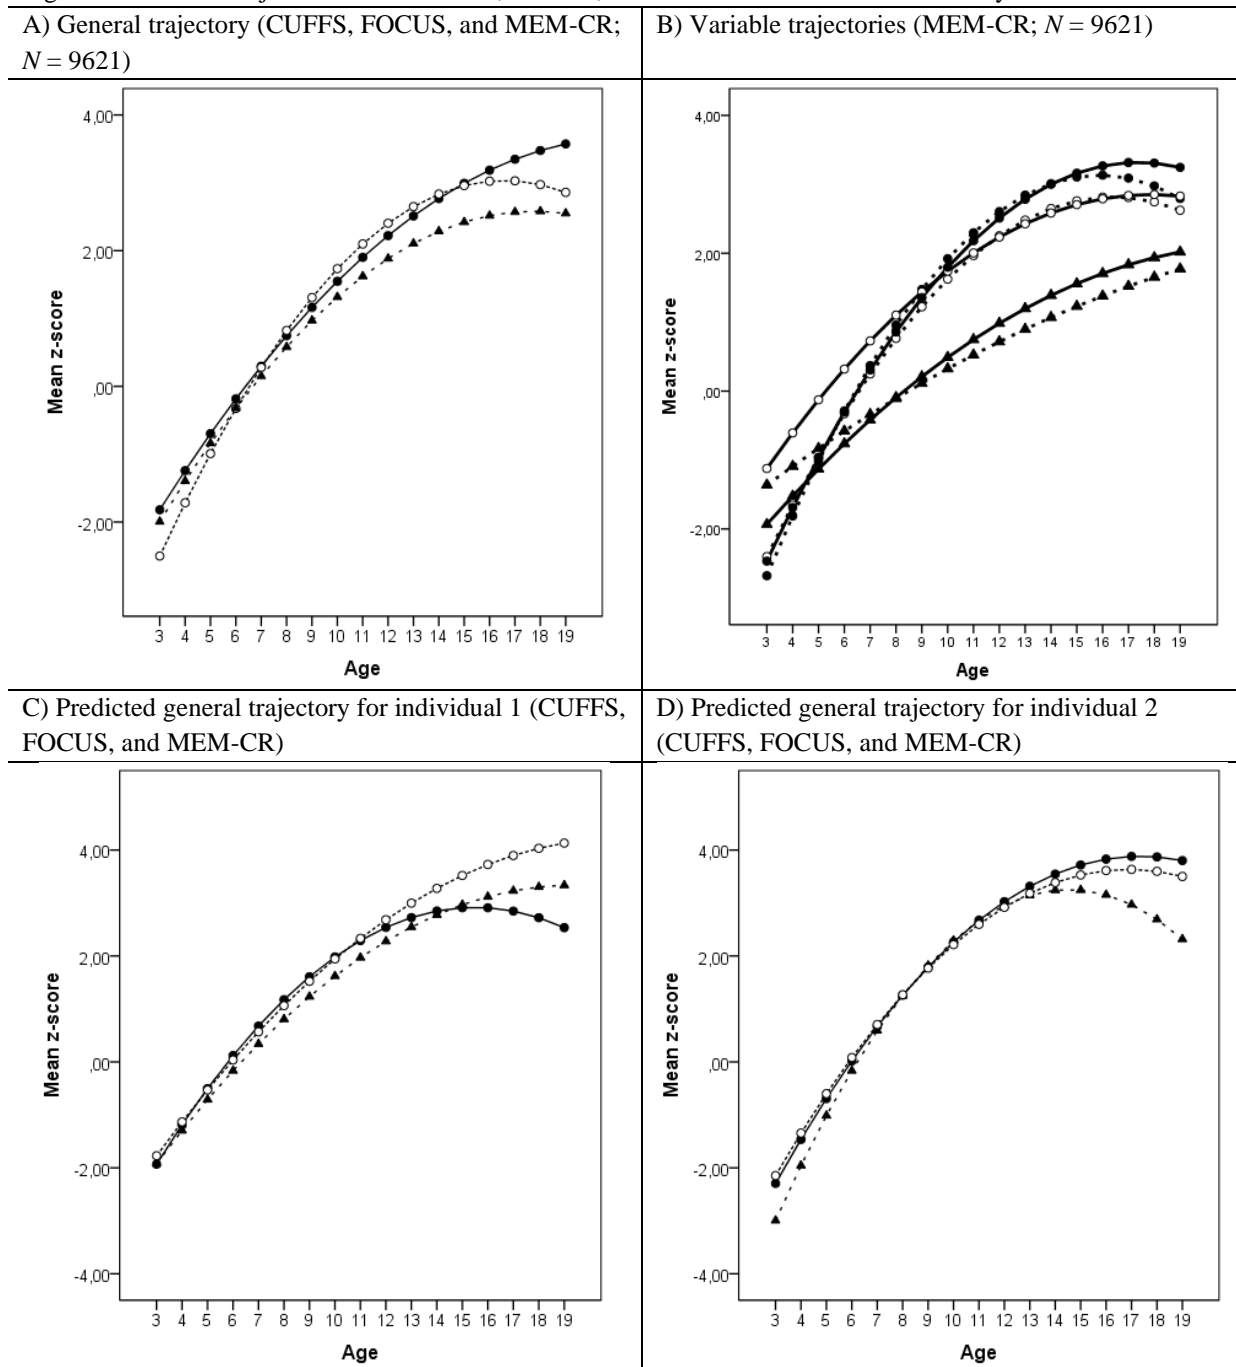 A) General trajectory (CUFFS, FOCUS, and MEM-CR;
N = 9621)
B) Variable trajectories (MEM-CR; N = 9621)
4,00
2,00
,00
-2,00
Mean z-score
3 4 5 6 7 8 9 10 11 12 13 14 15 16 17 18 19
Age
4,00
2,00
,00
-2,00
Mean z-score
3 4 5 6 7 8 9 10 11 12 13 14 15 16 17 18 19
Age
C) Predicted general trajectory for individual 1 (CUFFS,
FOCUS, and MEM-CR)
D) Predicted general trajectory for individual 2
(CUFFS, FOCUS, and MEM-CR)
4,00
2,00
,00
-2,00
-4,00
Mean z-score
3 4 5 6 7 8 9 10 11 12 13 14 15 16 17 18 19
Age
4,00
2,00
,00
-2,00
-4,00
Mean z-score
3 4 5 6 7 8 9 10 11 12 13 14 15 16 17 18 19
Age